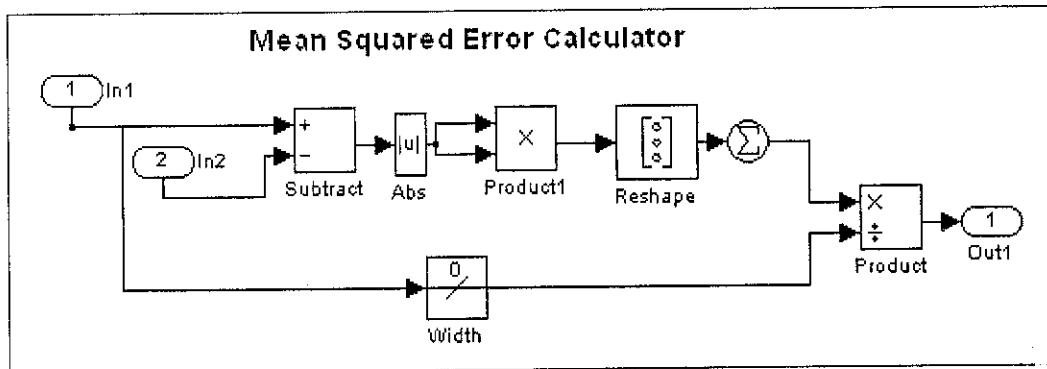 Mean Squared Error Calculator
1
In1
2
In2
+
−
Subtract
|u|
Abs
×
Product1
Reshape
Σ
×
÷
Product
1
Out1
0
Width